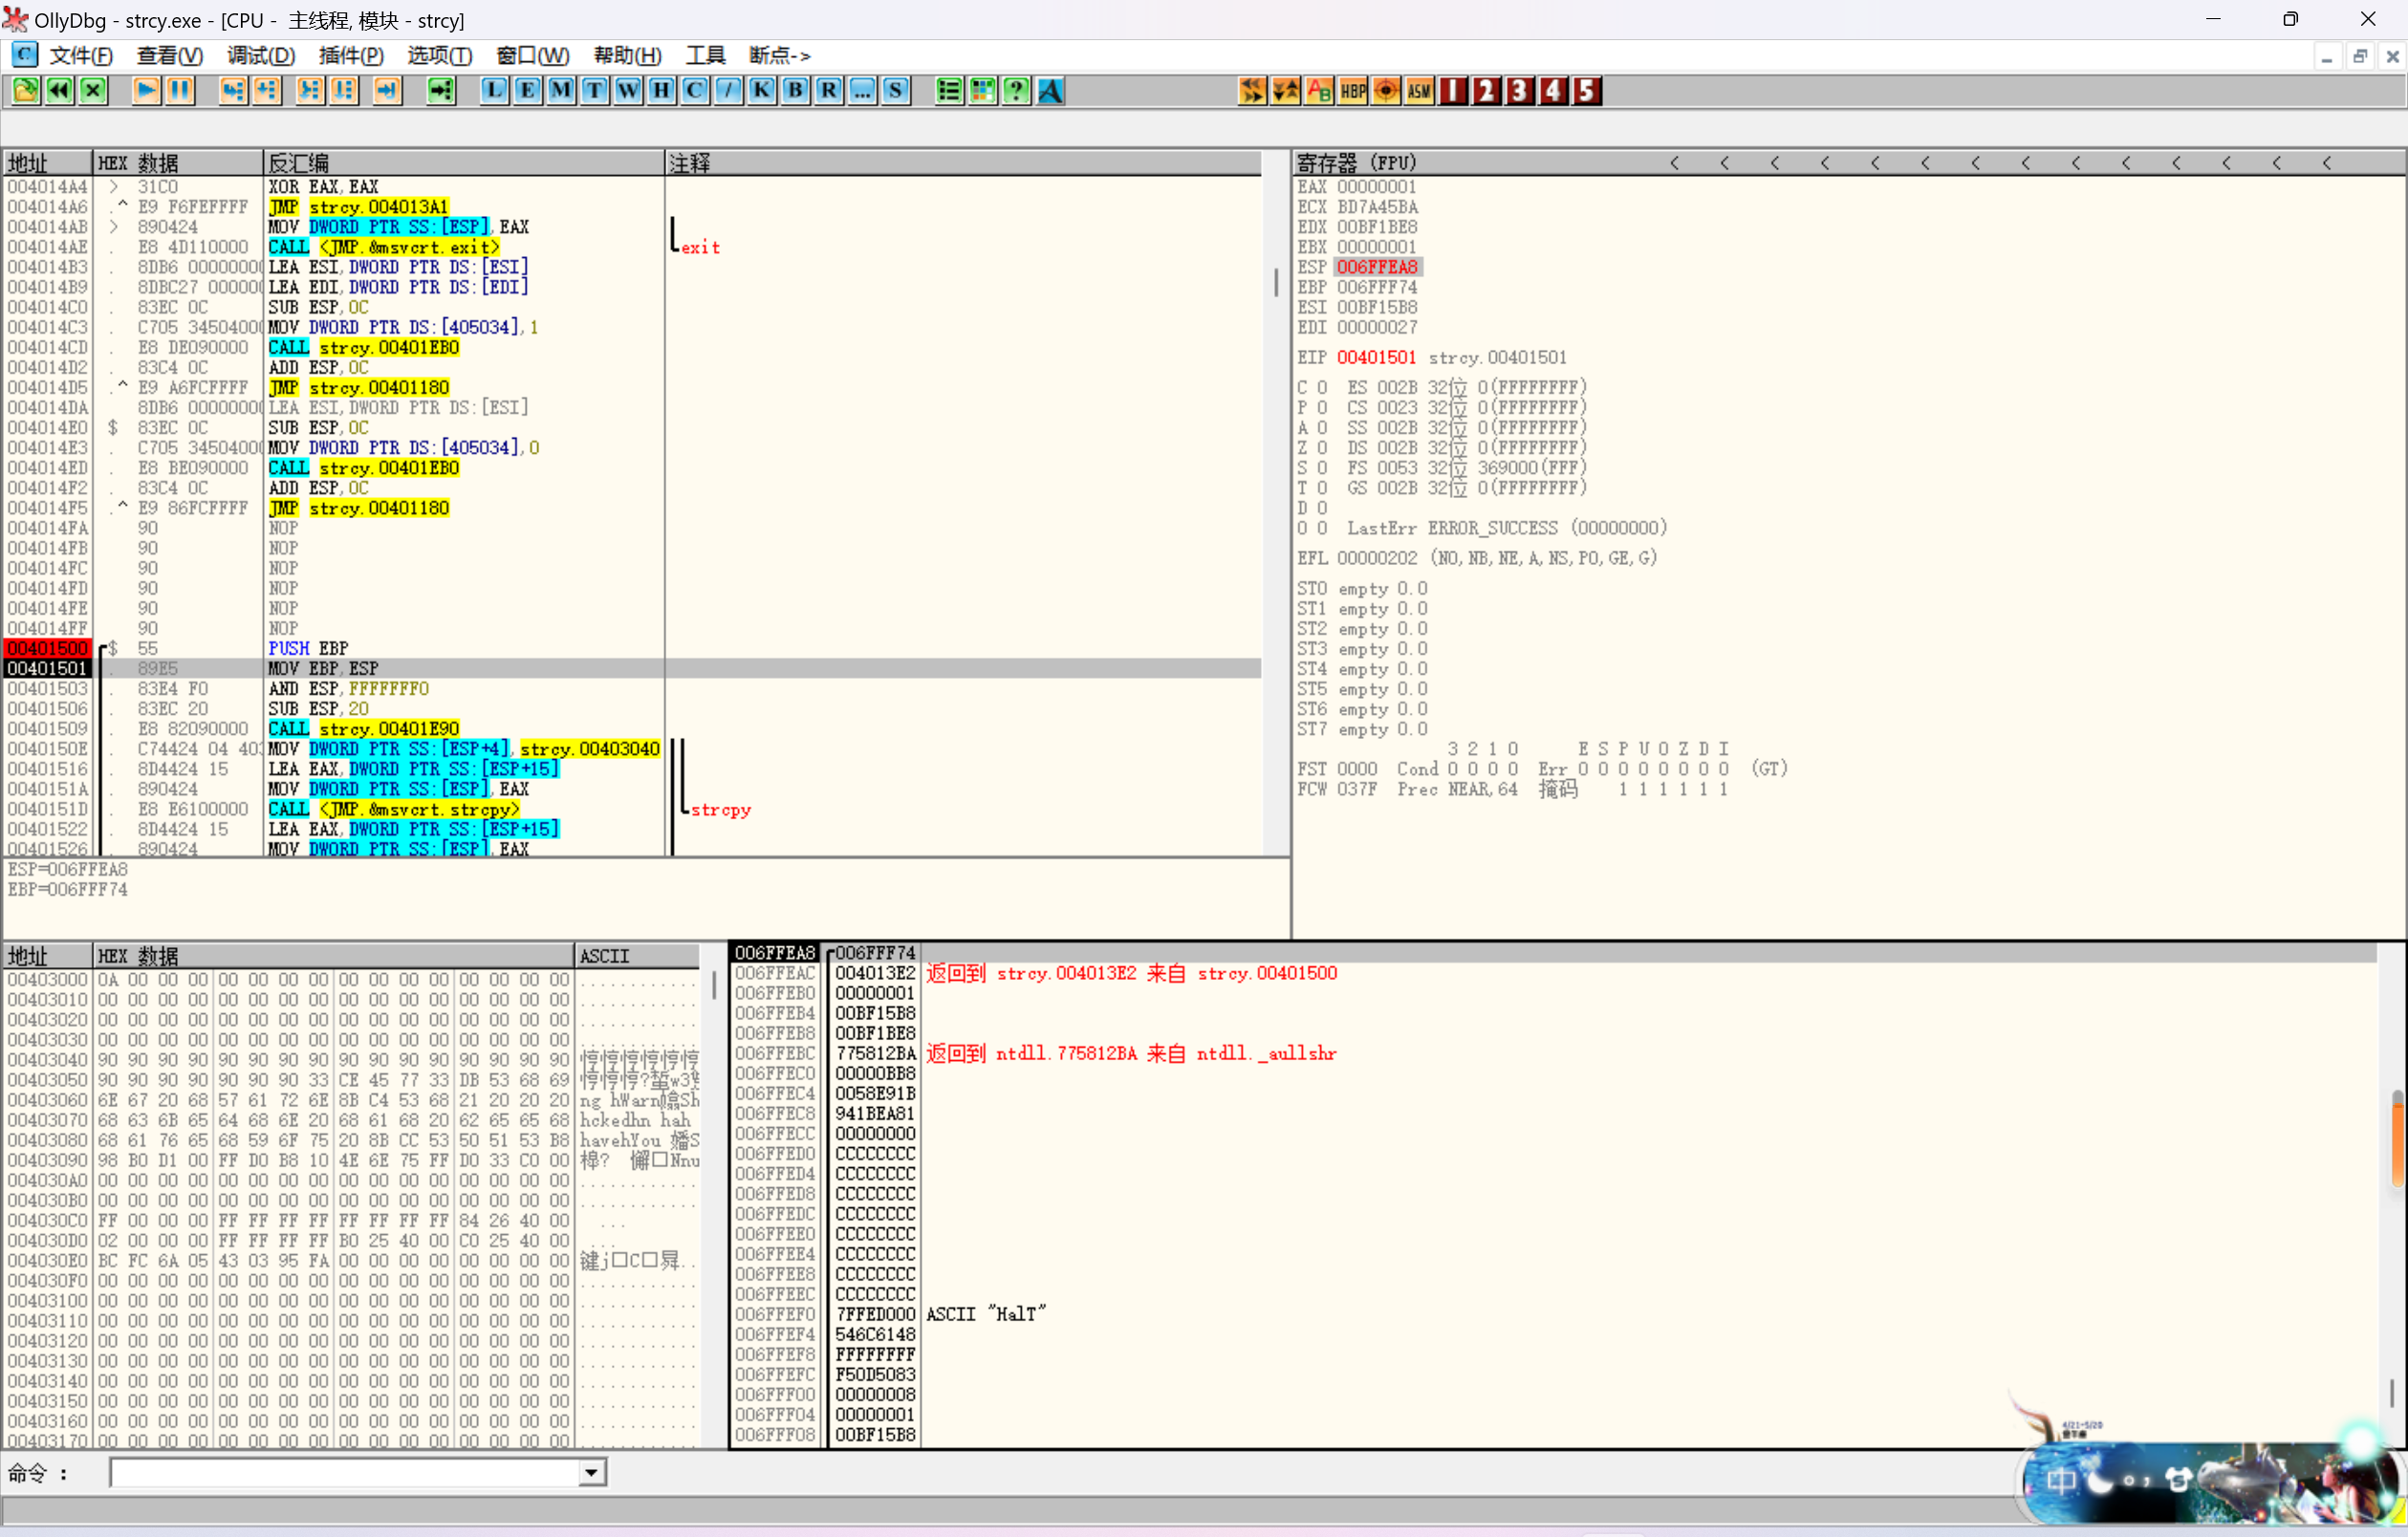 OllyDbg - strcy.exe - [CPU - 主线程, 模块 - strcy]
C 文件(F) 查看(V) 调试(D) 插件(P) 选项(T) 窗口(W) 帮助(H) 工具 断点->
L E M T W H C / K B R ... S ? A AB HBP ASM 1 2 3 4 5
地址 HEX 数据 反汇编 注释
004014A4 > 31C0 XOR EAX,EAX
004014A6 .^ E9 F6FEFFFF JMP strcy.004013A1
004014AB > 890424 MOV DWORD PTR SS:[ESP],EAX
004014AE . E8 4D110000 CALL <JMP.&msvcrt.exit> exit
004014B3 . 8DB6 00000000 LEA ESI,DWORD PTR DS:[ESI]
004014B9 . 8DBC27 000000 LEA EDI,DWORD PTR DS:[EDI]
004014C0 . 83EC 0C SUB ESP,0C
004014C3 . C705 34504000 MOV DWORD PTR DS:[405034],1
004014CD . E8 DE090000 CALL strcy.00401EB0
004014D2 . 83C4 0C ADD ESP,0C
004014D5 .^ E9 A6FCFFFF JMP strcy.00401180
004014DA 8DB6 00000000 LEA ESI,DWORD PTR DS:[ESI]
004014E0 $ 83EC 0C SUB ESP,0C
004014E3 . C705 34504000 MOV DWORD PTR DS:[405034],0
004014ED . E8 BE090000 CALL strcy.00401EB0
004014F2 . 83C4 0C ADD ESP,0C
004014F5 .^ E9 86FCFFFF JMP strcy.00401180
004014FA 90 NOP
004014FB 90 NOP
004014FC 90 NOP
004014FD 90 NOP
004014FE 90 NOP
004014FF 90 NOP
00401500 $ 55 PUSH EBP
00401501 . 89E5 MOV EBP,ESP
00401503 . 83E4 F0 AND ESP,FFFFFFF0
00401506 . 83EC 20 SUB ESP,20
00401509 . E8 82090000 CALL strcy.00401E90
0040150E . C74424 04 403 MOV DWORD PTR SS:[ESP+4],strcy.00403040
00401516 . 8D4424 15 LEA EAX,DWORD PTR SS:[ESP+15]
0040151A . 890424 MOV DWORD PTR SS:[ESP],EAX
0040151D . E8 E6100000 CALL <JMP.&msvcrt.strcpy> strcpy
00401522 . 8D4424 15 LEA EAX,DWORD PTR SS:[ESP+15]
00401526 . 890424 MOV DWORD PTR SS:[ESP],EAX
ESP=006FFEA8
EBP=006FFF74
寄存器 (FPU) < < < < < < < < < < < < < <
EAX 00000001
ECX BD7A45BA
EDX 00BF1BE8
EBX 00000001
ESP 006FFEA8
EBP 006FFF74
ESI 00BF15B8
EDI 00000027
EIP 00401501 strcy.00401501
C 0 ES 002B 32位 0(FFFFFFFF)
P 0 CS 0023 32位 0(FFFFFFFF)
A 0 SS 002B 32位 0(FFFFFFFF)
Z 0 DS 002B 32位 0(FFFFFFFF)
S 0 FS 0053 32位 369000(FFF)
T 0 GS 002B 32位 0(FFFFFFFF)
D 0
O 0 LastErr ERROR_SUCCESS (00000000)
EFL 00000202 (NO,NB,NE,A,NS,PO,GE,G)
ST0 empty 0.0
ST1 empty 0.0
ST2 empty 0.0
ST3 empty 0.0
ST4 empty 0.0
ST5 empty 0.0
ST6 empty 0.0
ST7 empty 0.0
3 2 1 0 E S P U O Z D I
FST 0000 Cond 0 0 0 0 Err 0 0 0 0 0 0 0 0 (GT)
FCW 037F Prec NEAR,64 掩码 1 1 1 1 1 1
地址 HEX 数据 ASCII
00403000 0A 00 00 00 00 00 00 00 00 00 00 00 00 00 00 00 ................
00403010 00 00 00 00 00 00 00 00 00 00 00 00 00 00 00 00
00403020 00 00 00 00 00 00 00 00 00 00 00 00 00 00 00 00
00403030 00 00 00 00 00 00 00 00 00 00 00 00 00 00 00 00
00403040 90 90 90 90 90 90 90 90 90 90 90 90 90 90 90 90
00403050 90 90 90 90 90 90 90 33 CE 45 77 33 DB 53 68 69
00403060 6E 67 20 68 57 61 72 6E 8B C4 53 68 21 20 20 20 ng hWarn
00403070 68 63 6B 65 64 68 6E 20 68 61 68 20 62 65 65 68 hckedhn hah
00403080 68 61 76 65 68 59 6F 75 20 8B CC 53 50 51 53 B8 havehYou
00403090 98 B0 D1 00 FF D0 B8 10 4E 6E 75 FF D0 33 C0 00
004030A0 00 00 00 00 00 00 00 00 00 00 00 00 00 00 00 00
004030B0 00 00 00 00 00 00 00 00 00 00 00 00 00 00 00 00
004030C0 FF 00 00 00 FF FF FF FF FF FF FF FF 84 26 40 00
004030D0 02 00 00 00 FF FF FF FF B0 25 40 00 C0 25 40 00
004030E0 BC FC 6A 05 43 03 95 FA 00 00 00 00 00 00 00 00
004030F0 00 00 00 00 00 00 00 00 00 00 00 00 00 00 00 00
00403100 00 00 00 00 00 00 00 00 00 00 00 00 00 00 00 00
00403110 00 00 00 00 00 00 00 00 00 00 00 00 00 00 00 00
00403120 00 00 00 00 00 00 00 00 00 00 00 00 00 00 00 00
00403130 00 00 00 00 00 00 00 00 00 00 00 00 00 00 00 00
00403140 00 00 00 00 00 00 00 00 00 00 00 00 00 00 00 00
00403150 00 00 00 00 00 00 00 00 00 00 00 00 00 00 00 00
00403160 00 00 00 00 00 00 00 00 00 00 00 00 00 00 00 00
00403170 00 00 00 00 00 00 00 00 00 00 00 00 00 00 00 00
006FFEA8 006FFF74
006FFEAC 004013E2 返回到 strcy.004013E2 来自 strcy.00401500
006FFEB0 00000001
006FFEB4 00BF15B8
006FFEB8 00BF1BE8
006FFEBC 775812BA 返回到 ntdll.775812BA 来自 ntdll._aullshr
006FFEC0 00000BB8
006FFEC4 0058E91B
006FFEC8 941BEA81
006FFECC 00000000
006FFED0 CCCCCCCC
006FFED4 CCCCCCCC
006FFED8 CCCCCCCC
006FFEDC CCCCCCCC
006FFEE0 CCCCCCCC
006FFEE4 CCCCCCCC
006FFEE8 CCCCCCCC
006FFEEC CCCCCCCC
006FFEF0 7FFED000 ASCII "HalT"
006FFEF4 546C6148
006FFEF8 FFFFFFFF
006FFEFC F50D5083
006FFF00 00000008
006FFF04 00000001
006FFF08 00BF15B8
命令 :
4/21-5/20
中